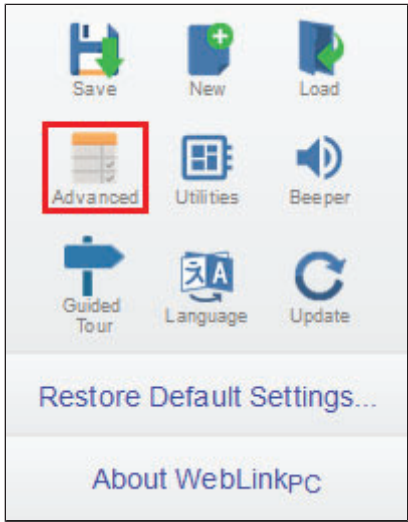 Save
New
Load
Advanced
Utilities
Beeper
Guided
Tour
Language
Update
Restore Default Settings...
About WebLinkPC